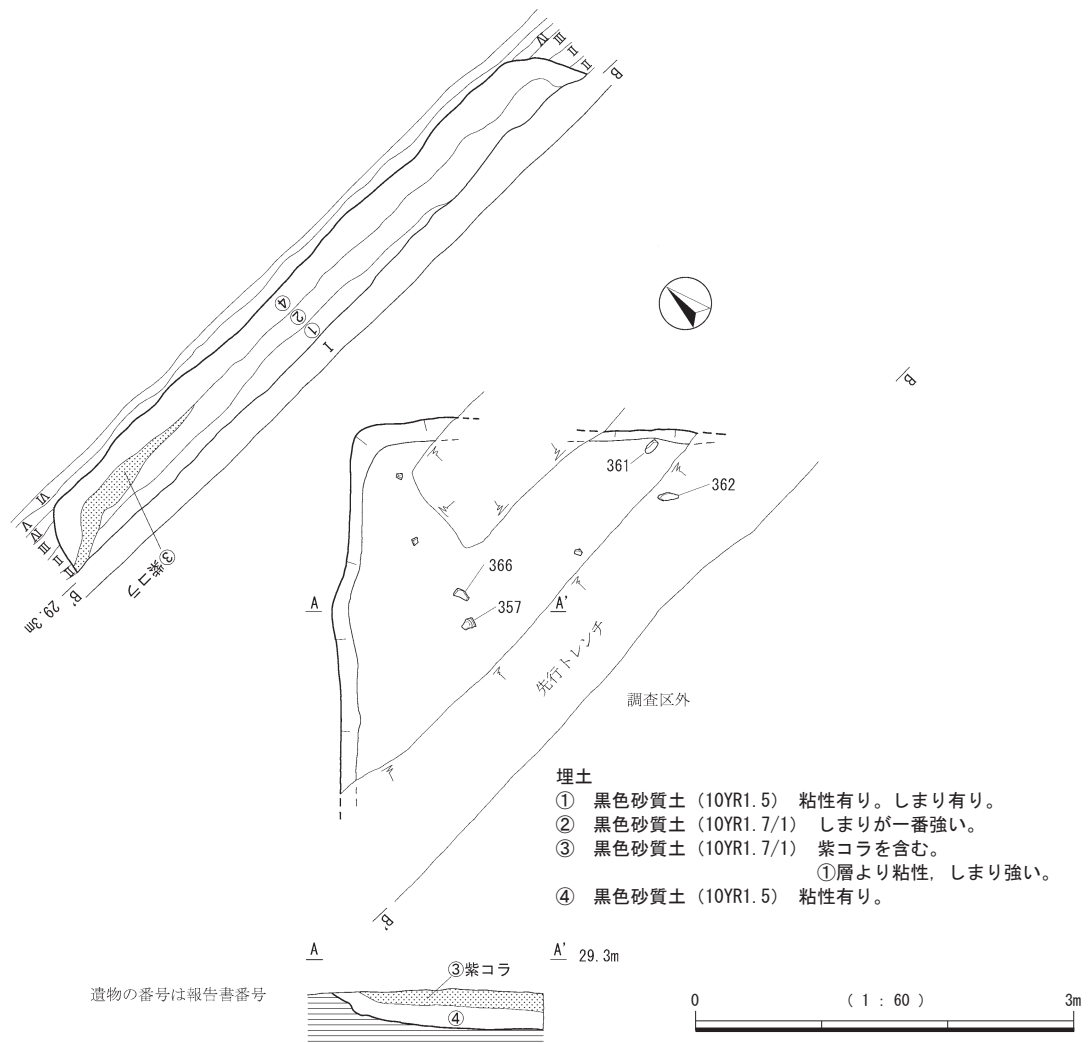 Ⅳ
Ⅲ
Ⅱ
Ⅱ
B
④
②
①
Ⅰ
B
361
362
Ⅵ
Ⅴ
Ⅳ
Ⅲ
Ⅱ
Ⅱ
B' 29.3m
③紫コラ
366
357
A
A'
先行トレンチ
調査区外
埋土
① 黒色砂質土 (10YR1.5) 粘性有り。しまり有り。
② 黒色砂質土 (10YR1.7/1) しまりが一番強い。
③ 黒色砂質土 (10YR1.7/1) 紫コラを含む。
①層より粘性,しまり強い。
④ 黒色砂質土 (10YR1.5) 粘性有り。
B'
A
A' 29.3m
③紫コラ
④
遺物の番号は報告書番号
0 (1:60) 3m